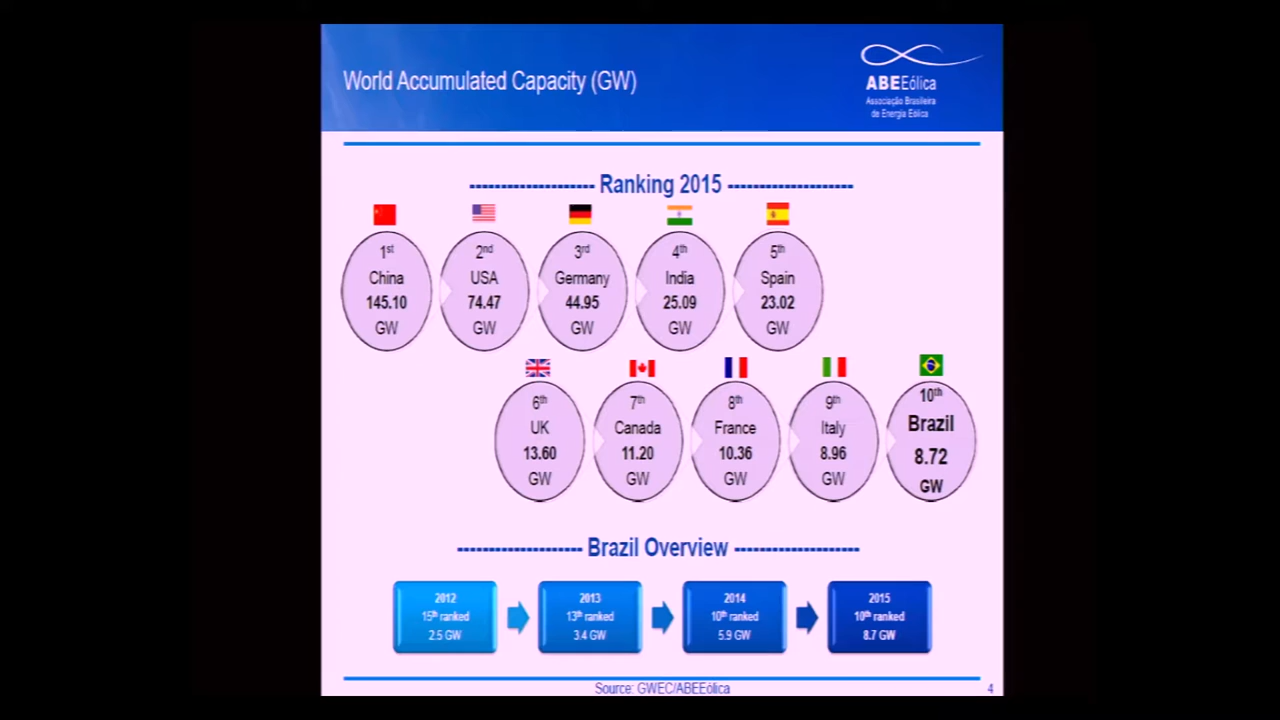 World Accumulated Capacity (GW)
ABEEólica
Associação Brasileira
de Energia Eólica
-------------------- Ranking 2015 --------------------
1st
China
145.10
GW
2nd
USA
74.47
GW
3rd
Germany
44.95
GW
4th
India
25.09
GW
5th
Spain
23.02
GW
6th
UK
13.60
GW
7th
Canada
11.20
GW
8th
France
10.36
GW
9th
Italy
8.96
GW
10th
Brazil
8.72
GW
-------------------- Brazil Overview --------------------
2012
15th ranked
2.5 GW
2013
13th ranked
3.4 GW
2014
10th ranked
5.9 GW
2015
10th ranked
8.7 GW
Source: GWEC/ABEEólica
4